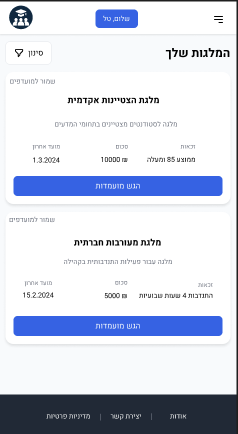 שלום, טל
המלגות שלך
סינון
שמור למועדפים
מלגת הצטיינות אקדמית
מלגה לסטודנטים מצטיינים בתחומי המדעים
זכאות סכום מועד אחרון
ממוצע 85 ומעלה 10000 ₪ 1.3.2024
הגש מועמדות
שמור למועדפים
מלגת מעורבות חברתית
מלגה עבור פעילות התנדבותית בקהילה
זכאות סכום מועד אחרון
התנדבות 4 שעות שבועיות 5000 ₪ 15.2.2024
הגש מועמדות
אודות | יצירת קשר | מדיניות פרטיות